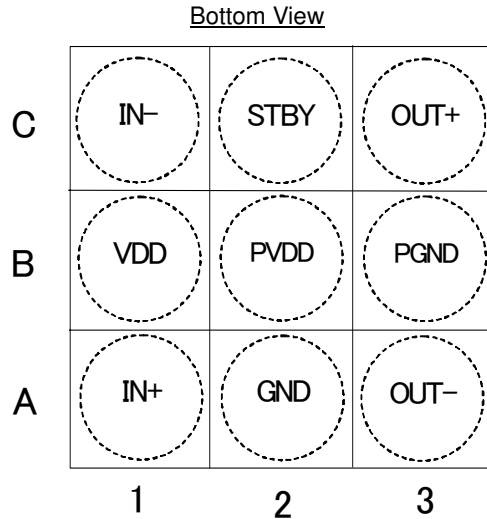 Bottom View
C IN− STBY OUT+
B VDD PVDD PGND
A IN+ GND OUT−
1 2 3